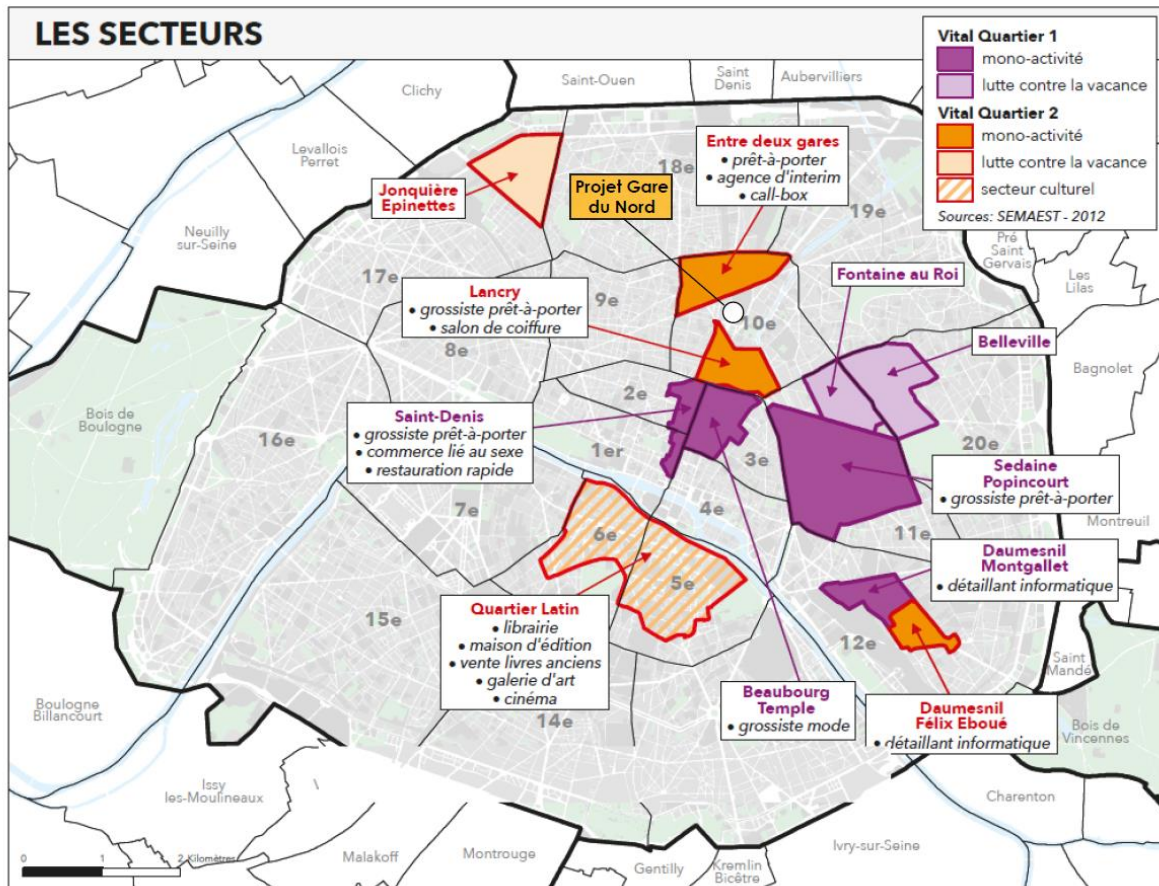 LES SECTEURS
Vital Quartier 1
mono-activité
lutte contre la vacance
Vital Quartier 2
mono-activité
lutte contre la vacance
secteur culturel
Sources: SEMAEST - 2012
Clichy
Saint-Ouen
Saint
Denis
Aubervilliers
Levallois
Perret
Neuilly
sur-Seine
Pré
Saint
Gervais
Les
Lilas
Bagnolet
Montreuil
Saint
Mandé
Bois de
Vincennes
Charenton
Ivry-sur-Seine
Kremlin
Bicêtre
Gentilly
Montrouge
Malakoff
Issy
les-Moulineaux
Boulogne
Billancourt
Bois de
Boulogne
Jonquière
Epinettes
Projet Gare
du Nord
Entre deux gares
• prêt-à-porter
• agence d'interim
• call-box
Lancry
• grossiste prêt-à-porter
• salon de coiffure
Fontaine au Roi
Belleville
Saint-Denis
• grossiste prêt-à-porter
• commerce lié au sexe
• restauration rapide
Sedaine
Popincourt
• grossiste prêt-à-porter
Daumesnil
Montgallet
• détaillant informatique
Quartier Latin
• librairie
• maison d'édition
• vente livres anciens
• galerie d'art
• cinéma
Beaubourg
Temple
• grossiste mode
Daumesnil
Félix Eboué
• détaillant informatique
18e
19e
17e
9e
10e
8e
2e
1er
3e
20e
16e
7e
4e
11e
6e
5e
15e
12e
14e
0 1 2 Kilomètres